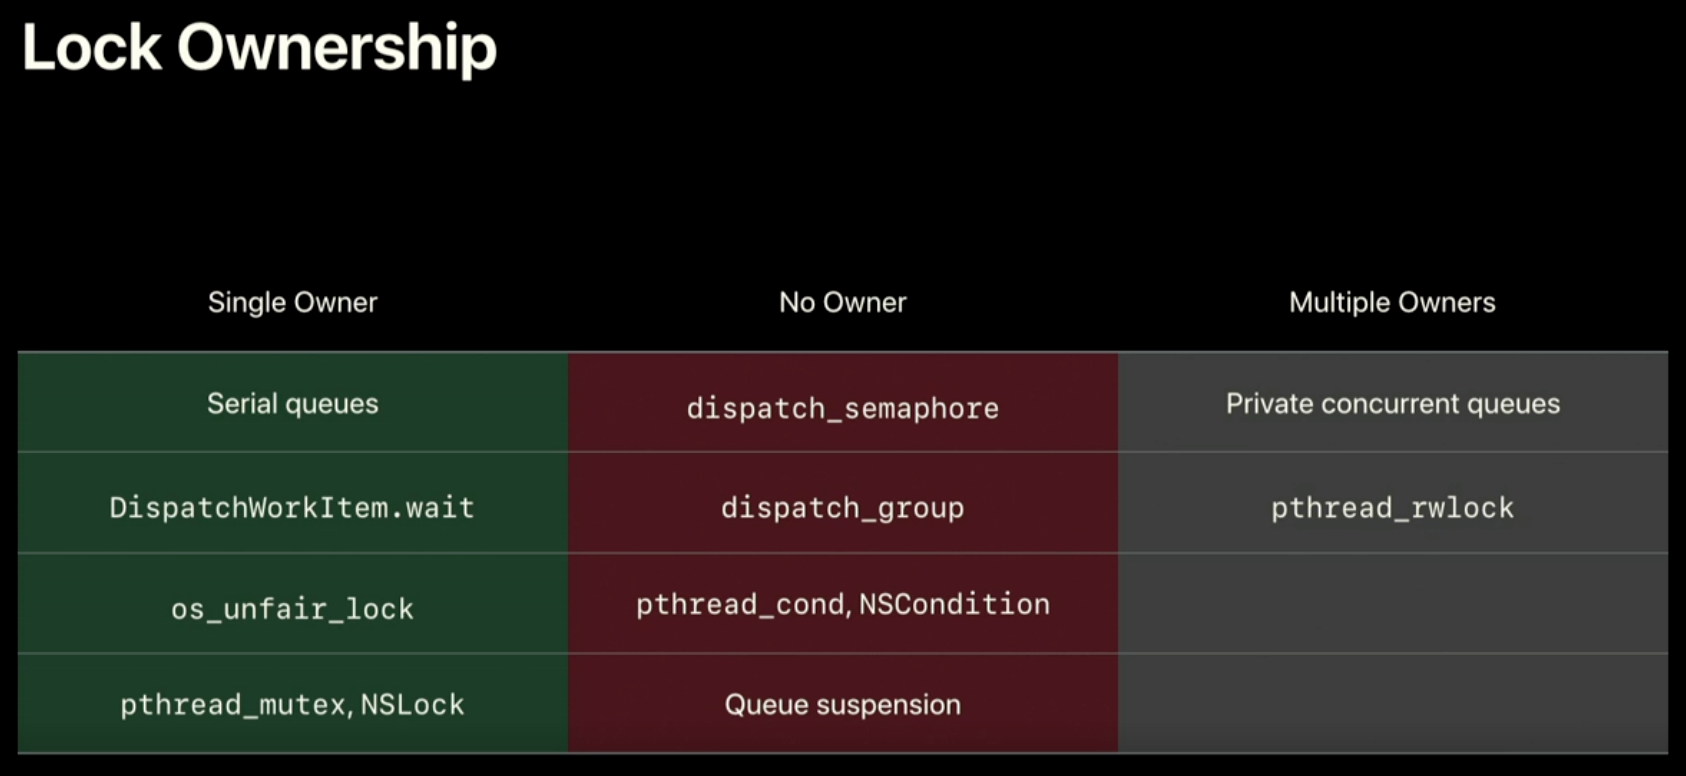 Lock Ownership
Single Owner No Owner Multiple Owners
Serial queues dispatch_semaphore Private concurrent queues
DispatchWorkItem.wait dispatch_group pthread_rwlock
os_unfair_lock pthread_cond, NSCondition
pthread_mutex, NSLock Queue suspension